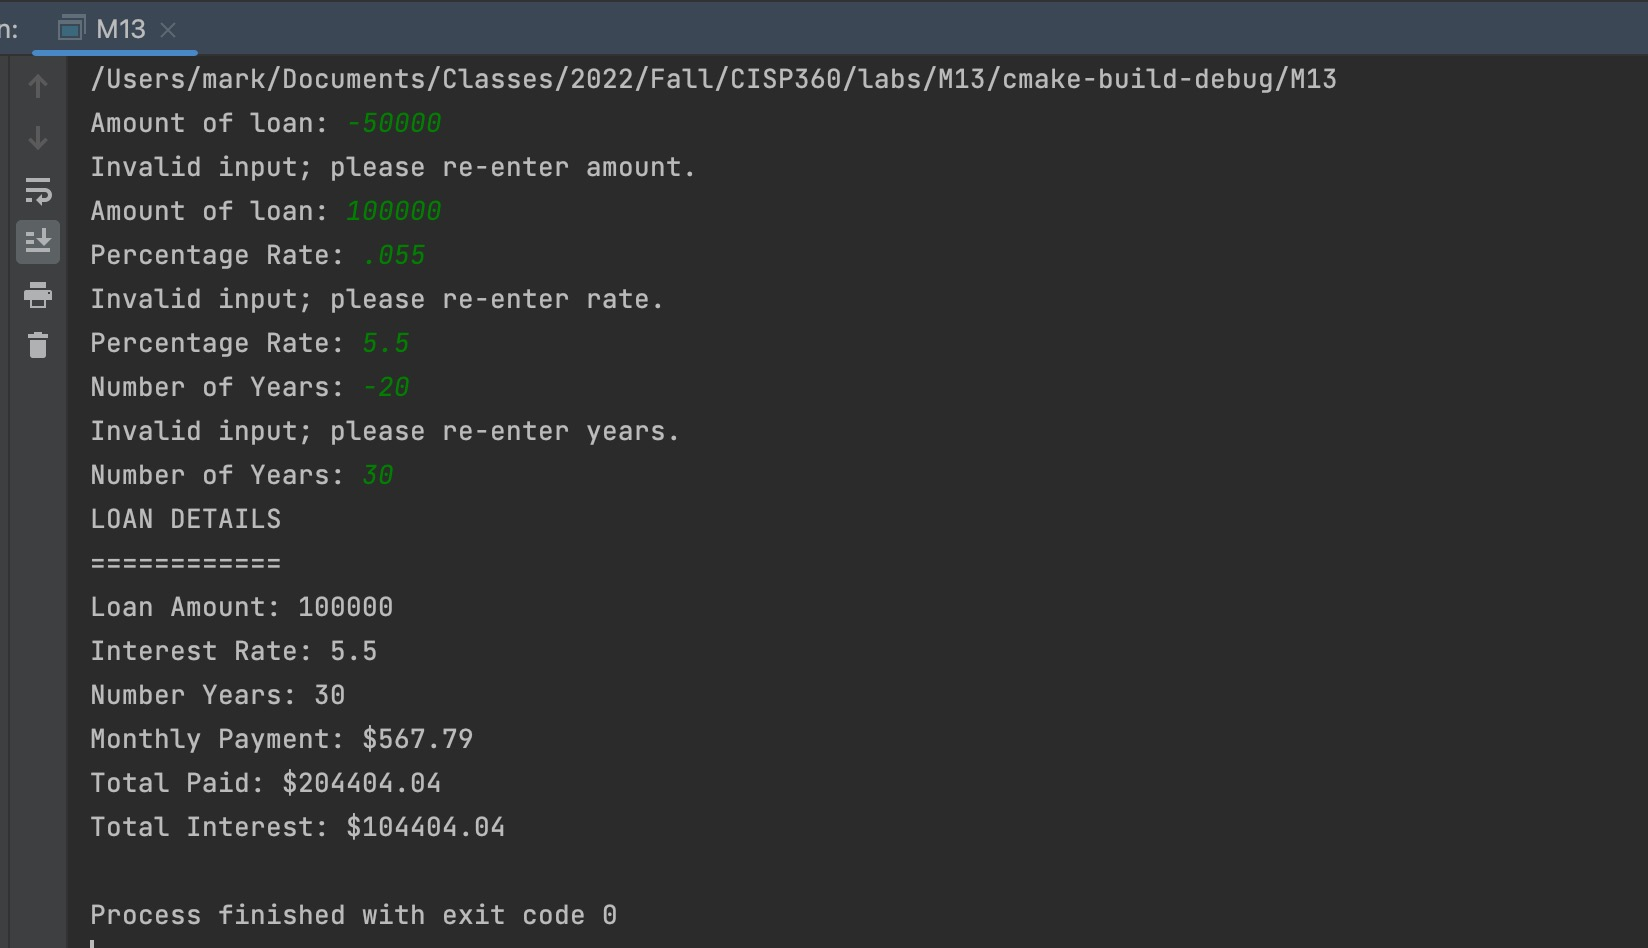 n: M13
/Users/mark/Documents/Classes/2022/Fall/CISP360/labs/M13/cmake-build-debug/M13
Amount of loan: -50000
Invalid input; please re-enter amount.
Amount of loan: 100000
Percentage Rate: .055
Invalid input; please re-enter rate.
Percentage Rate: 5.5
Number of Years: -20
Invalid input; please re-enter years.
Number of Years: 30
LOAN DETAILS
============
Loan Amount: 100000
Interest Rate: 5.5
Number Years: 30
Monthly Payment: $567.79
Total Paid: $204404.04
Total Interest: $104404.04
Process finished with exit code 0